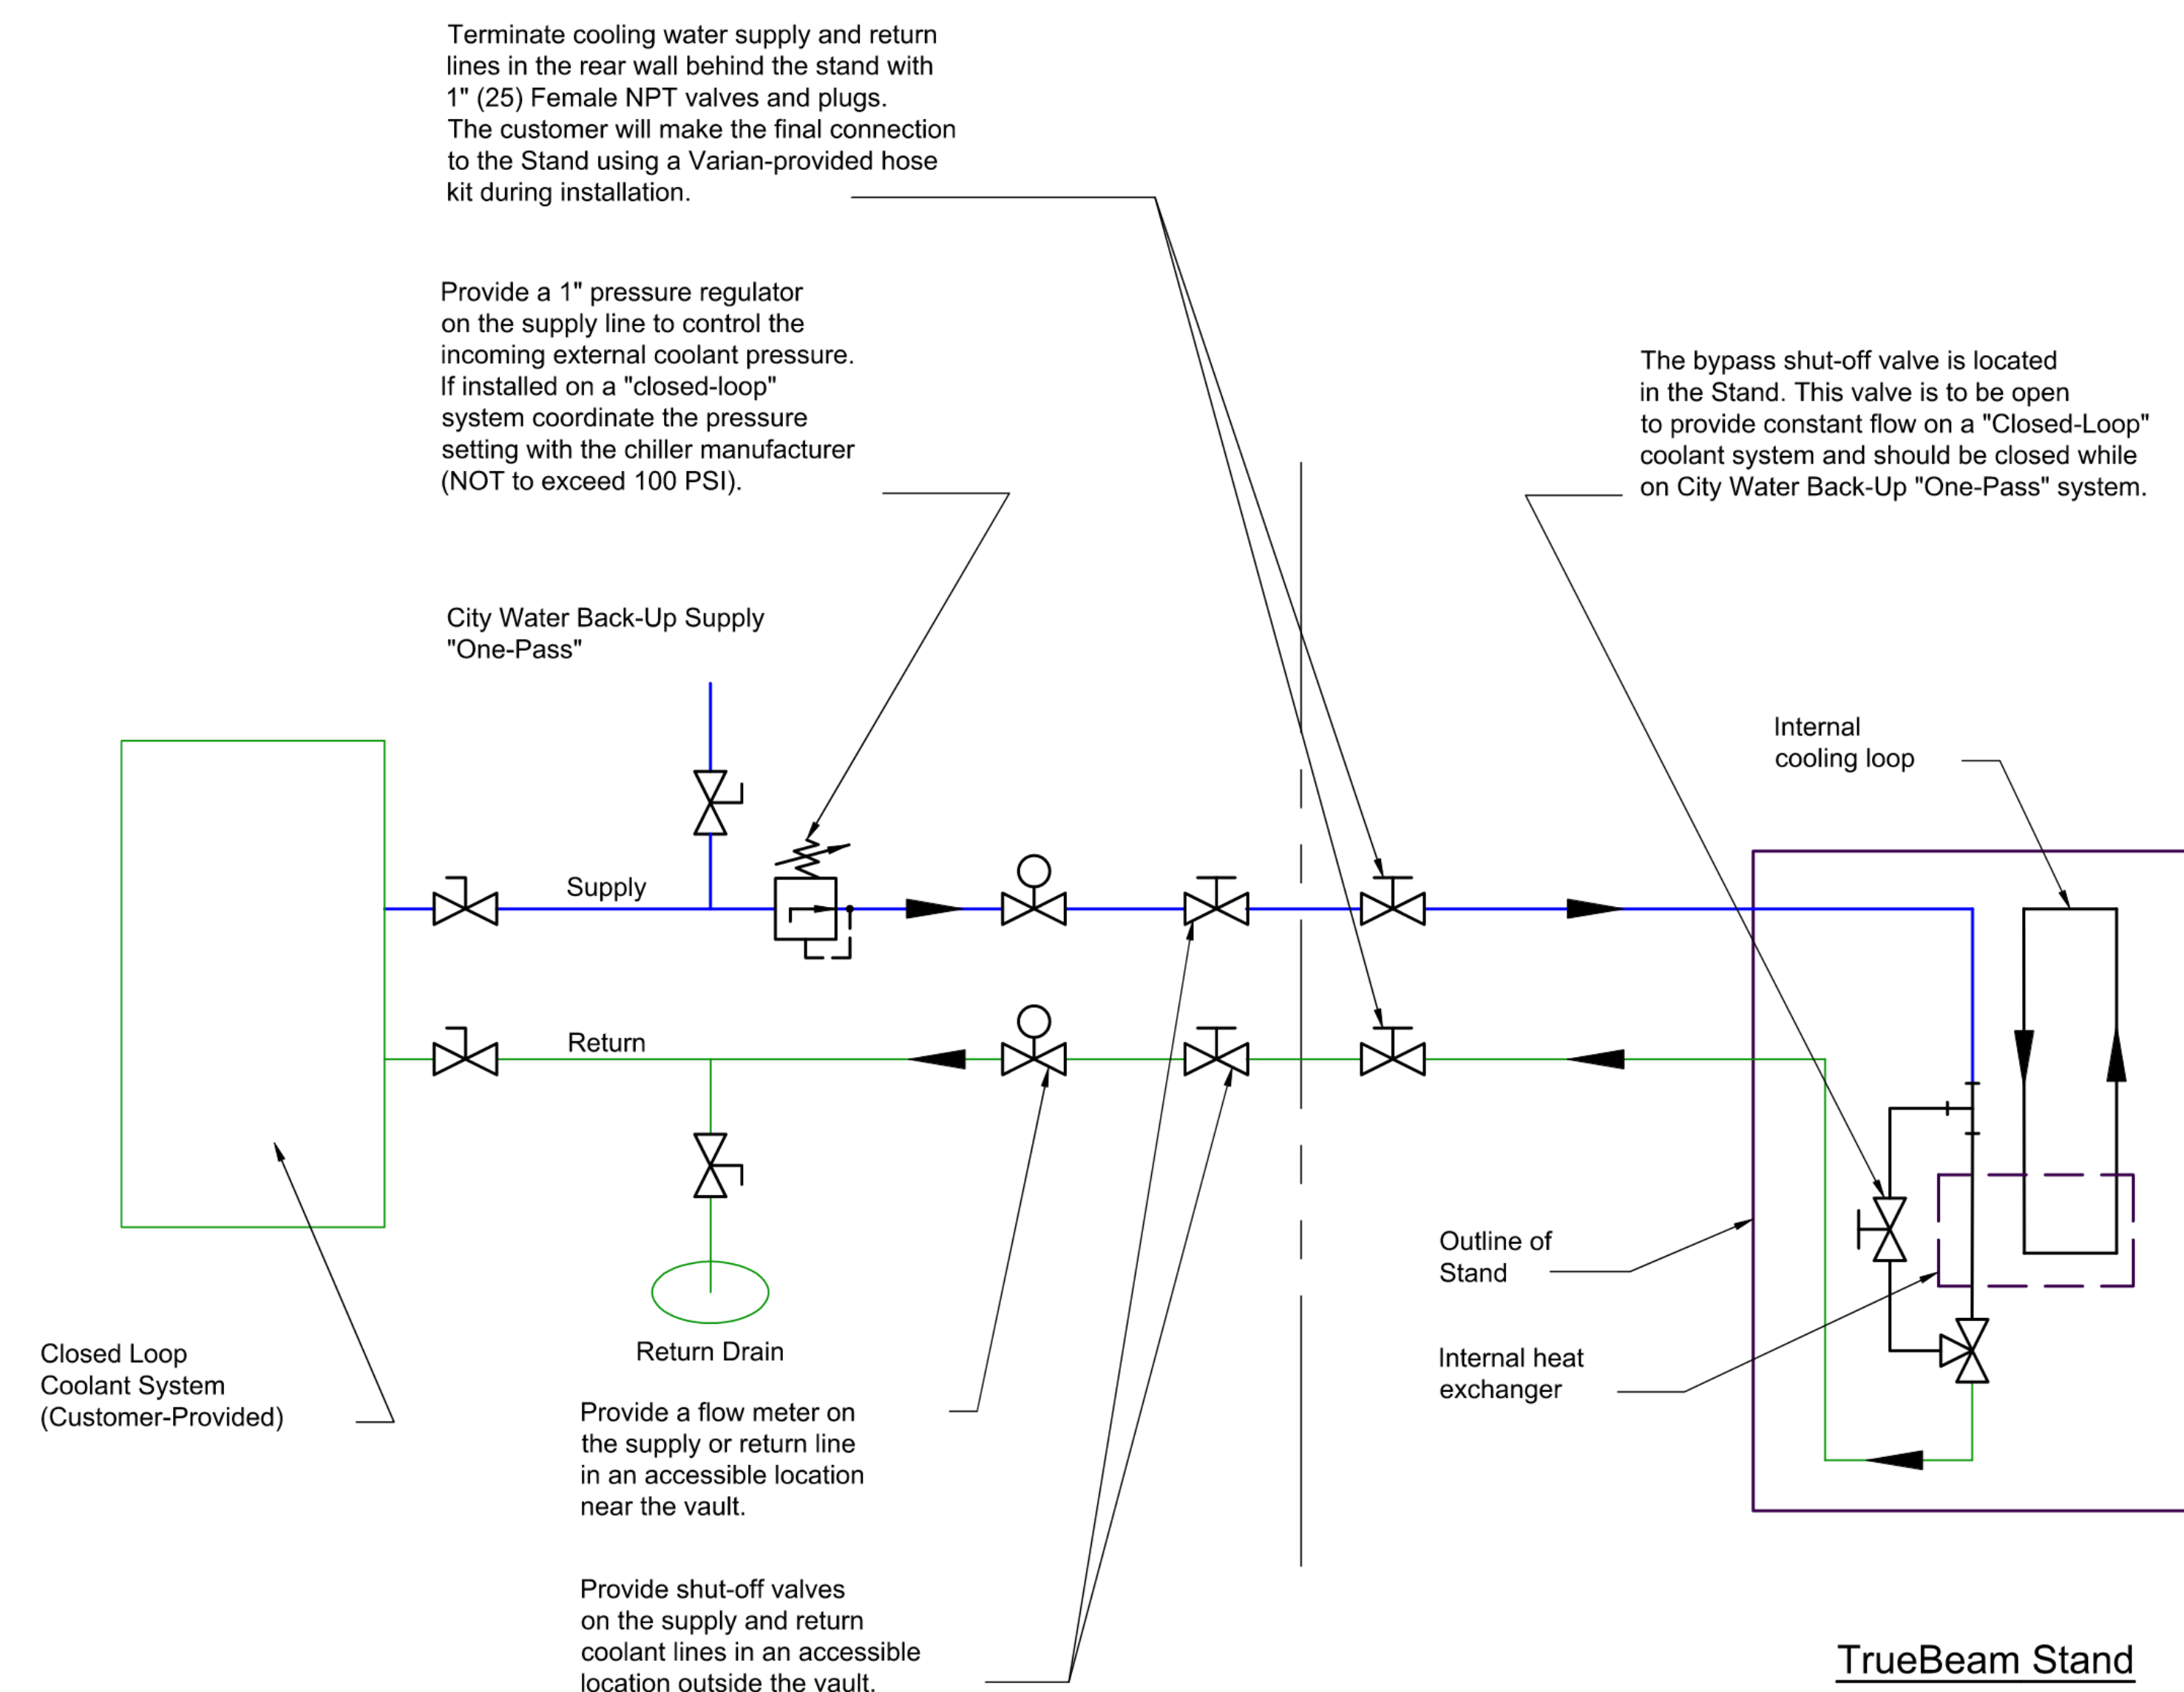 Terminate cooling water supply and return
lines in the rear wall behind the stand with
1" (25) Female NPT valves and plugs.
The customer will make the final connection
to the Stand using a Varian-provided hose
kit during installation.
Provide a 1" pressure regulator
on the supply line to control the
incoming external coolant pressure.
If installed on a "closed-loop"
system coordinate the pressure
setting with the chiller manufacturer
(NOT to exceed 100 PSI).
The bypass shut-off valve is located
in the Stand. This valve is to be open
to provide constant flow on a "Closed-Loop"
coolant system and should be closed while
on City Water Back-Up "One-Pass" system.
City Water Back-Up Supply
"One-Pass"
Internal
cooling loop
Supply
Return
Outline of
Stand
Internal heat
exchanger
Closed Loop
Coolant System
(Customer-Provided)
Return Drain
Provide a flow meter on
the supply or return line
in an accessible location
near the vault.
Provide shut-off valves
on the supply and return
coolant lines in an accessible
location outside the vault.
TrueBeam Stand